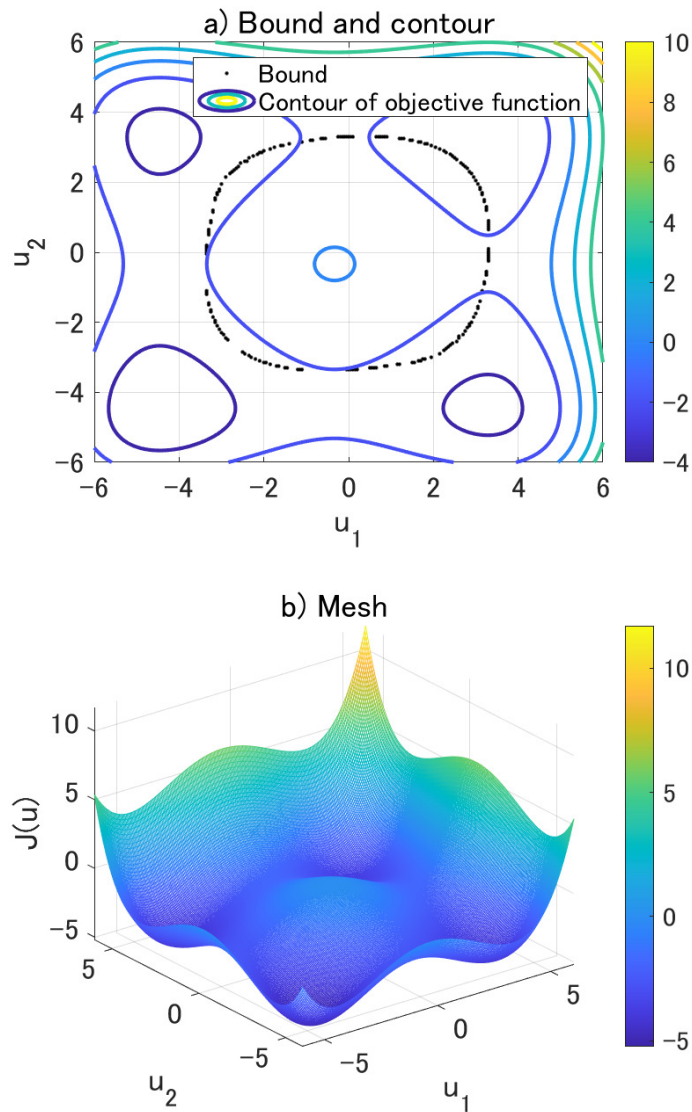 a) Bound and contour
Bound
Contour of objective function
6
4
2
0
−2
−4
−6
u2
−6 −4 −2 0 2 4 6
u1
10
8
6
4
2
0
-2
-4
b) Mesh
10
5
0
-5
J(u)
5
0
-5
u2
-5
0
5
u1
10
5
0
-5